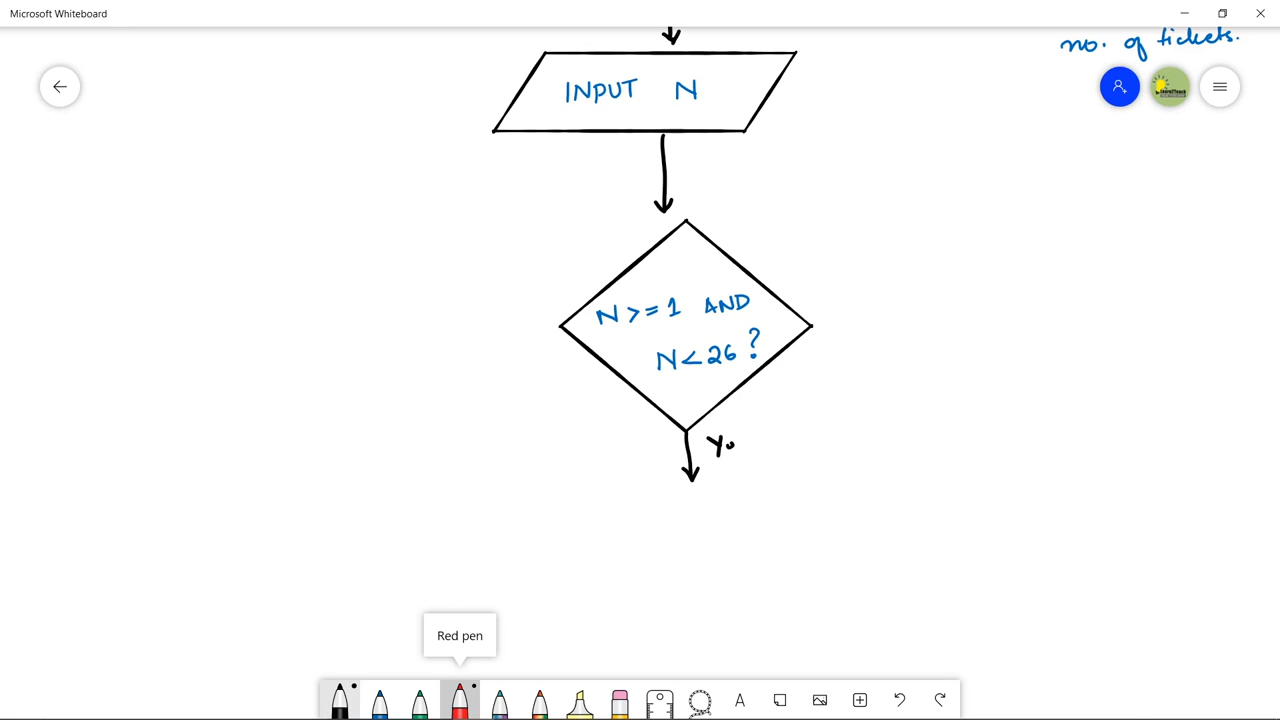 Microsoft Whiteboard
no. of tickets.
INPUT N
N >= 1 AND
N < 26 ?
Red pen
A